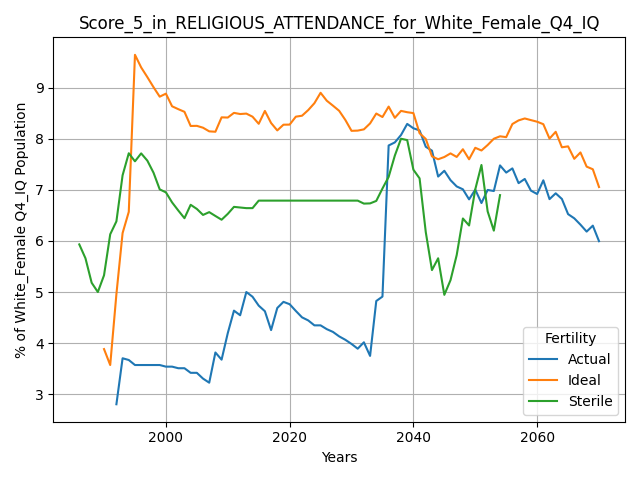 Score_5_in_RELIGIOUS_ATTENDANCE_for_White_Female_Q4_IQ
% of White_Female Q4_IQ Population
9
8
7
6
5
4
3
Fertility
Actual
Ideal
Sterile
2000
2020
2040
2060
Years